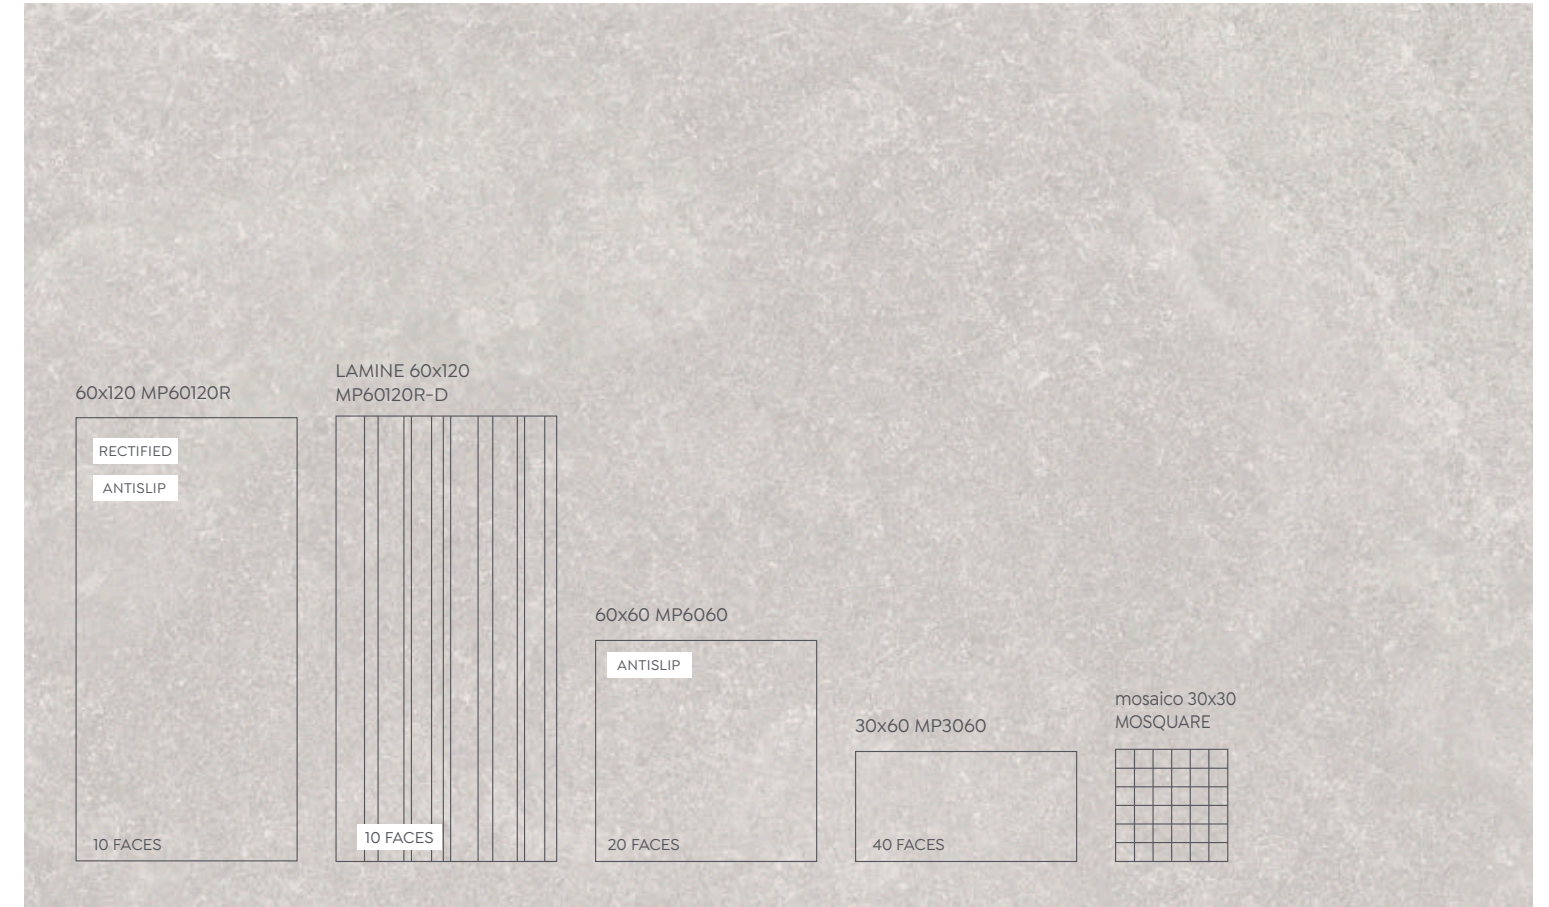 60x120 MP60120R
RECTIFIED
ANTISLIP
10 FACES
LAMINE 60x120
MP60120R-D
10 FACES
60x60 MP6060
ANTISLIP
20 FACES
30x60 MP3060
40 FACES
mosaico 30x30
MOSQUARE